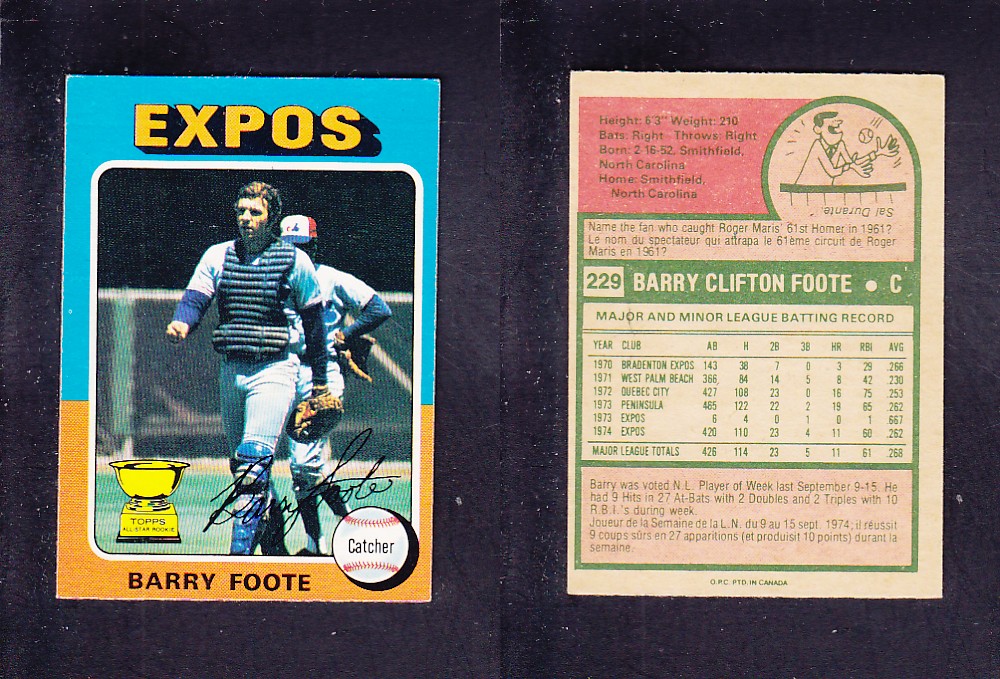 EXPOS
TOPPS
ALL-STAR ROOKIE
Barry Foote
Catcher
BARRY FOOTE
Height: 6'3" Weight: 210
Bats: Right Throws: Right
Born: 2-16-52, Smithfield,
North Carolina
Home: Smithfield,
North Carolina
Sal Durante.
Name the fan who caught Roger Maris' 61st Homer in 1961?
Le nom du spectateur qui attrapa le 61ème circuit de Roger
Maris en 1961?
229 BARRY CLIFTON FOOTE • C
MAJOR AND MINOR LEAGUE BATTING RECORD
YEAR CLUB AB H 2B 3B HR RBI AVG
1970 BRADENTON EXPOS 143 38 7 0 3 29 .266
1971 WEST PALM BEACH 366 84 14 5 8 42 .230
1972 QUEBEC CITY 427 108 23 0 16 75 .253
1973 PENINSULA 465 122 22 2 19 65 .262
1973 EXPOS 6 4 0 1 0 1 .667
1974 EXPOS 420 110 23 4 11 60 .262
MAJOR LEAGUE TOTALS 426 114 23 5 11 61 .268
Barry was voted N.L. Player of Week last September 9-15. He
had 9 Hits in 27 At-Bats with 2 Doubles and 2 Triples with 10
R.B.I.'s during week.
Joueur de la Semaine de la L.N. du 9 au 15 sept. 1974; il réussit
9 coups sûrs en 27 apparitions (et produisit 10 points) durant la
semaine.
O.P.C. PTD. IN CANADA